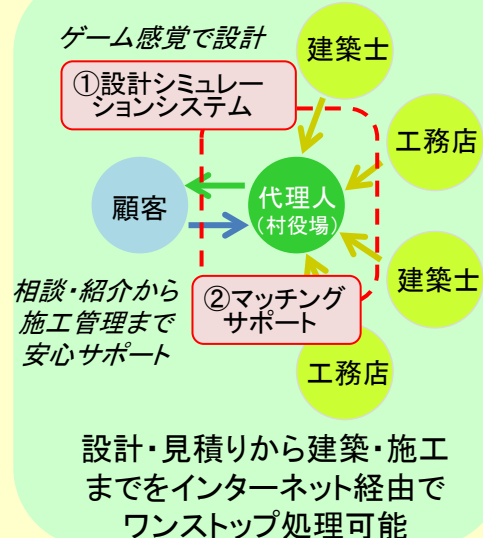 ゲーム感覚で設計
建築士
①設計シミュレー
ションシステム
工務店
顧客
代理人
(村役場)
建築士
相談・紹介から
施工管理まで
安心サポート
②マッチング
サポート
工務店
設計・見積りから建築・施工
までをインターネット経由で
ワンストップ処理可能